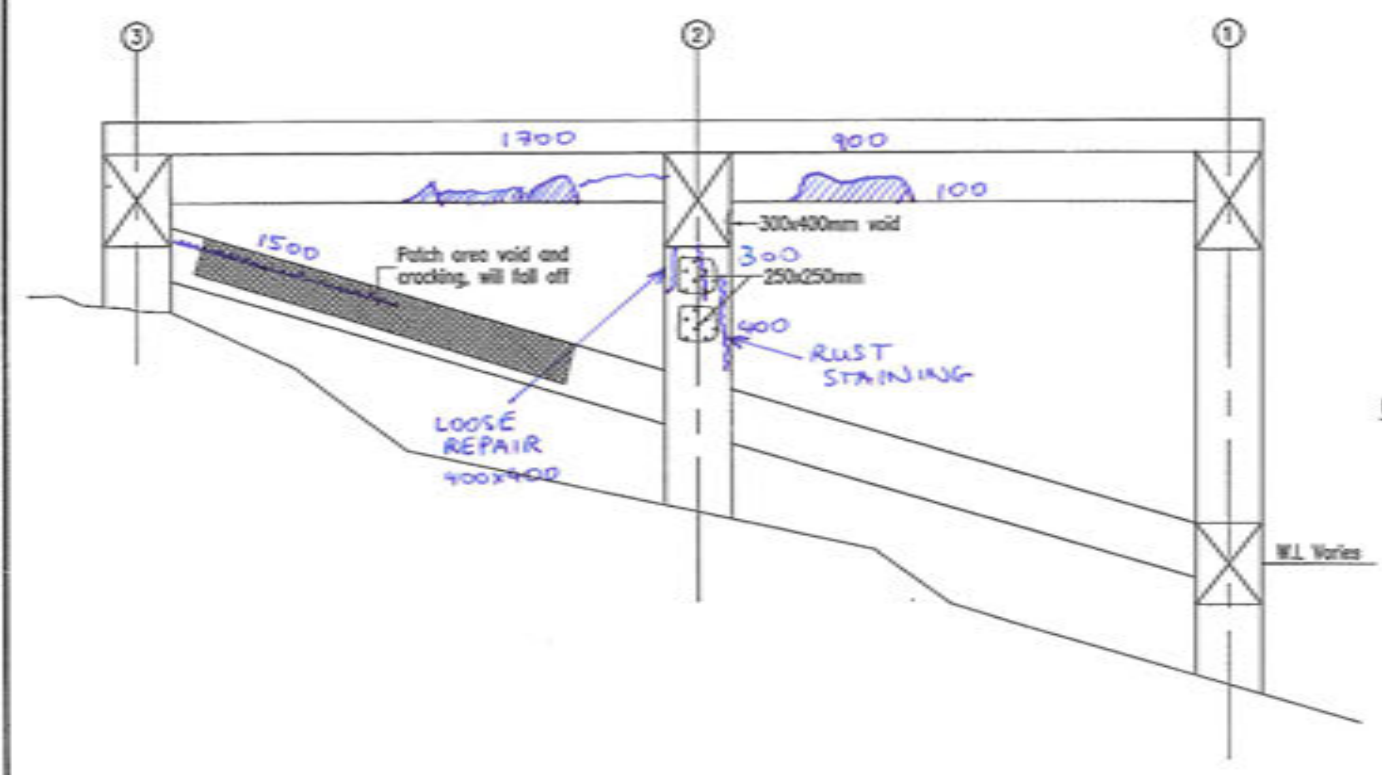 3
2
1
1700
900
100
300x400mm void
1500
Patch area void and
cracking, will fall off
300
250x250mm
400
RUST
STAINING
LOOSE
REPAIR
400x400
W.L Varies